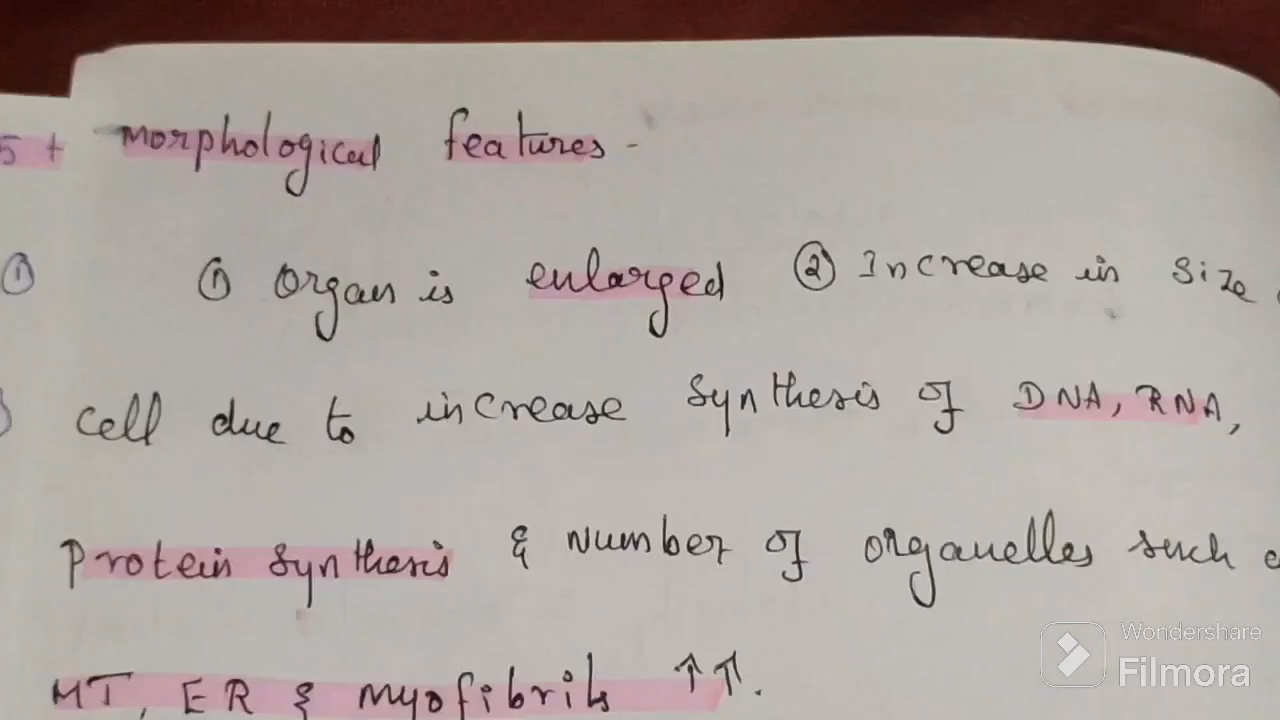 5+ morphological features -
① ① Organ is enlarged ② Increase in size
cell due to increase synthesis of DNA, RNA,
Protein synthesis & number of organelles such
MT, ER & myofibrils ↑↑.
Wondershare
Filmora